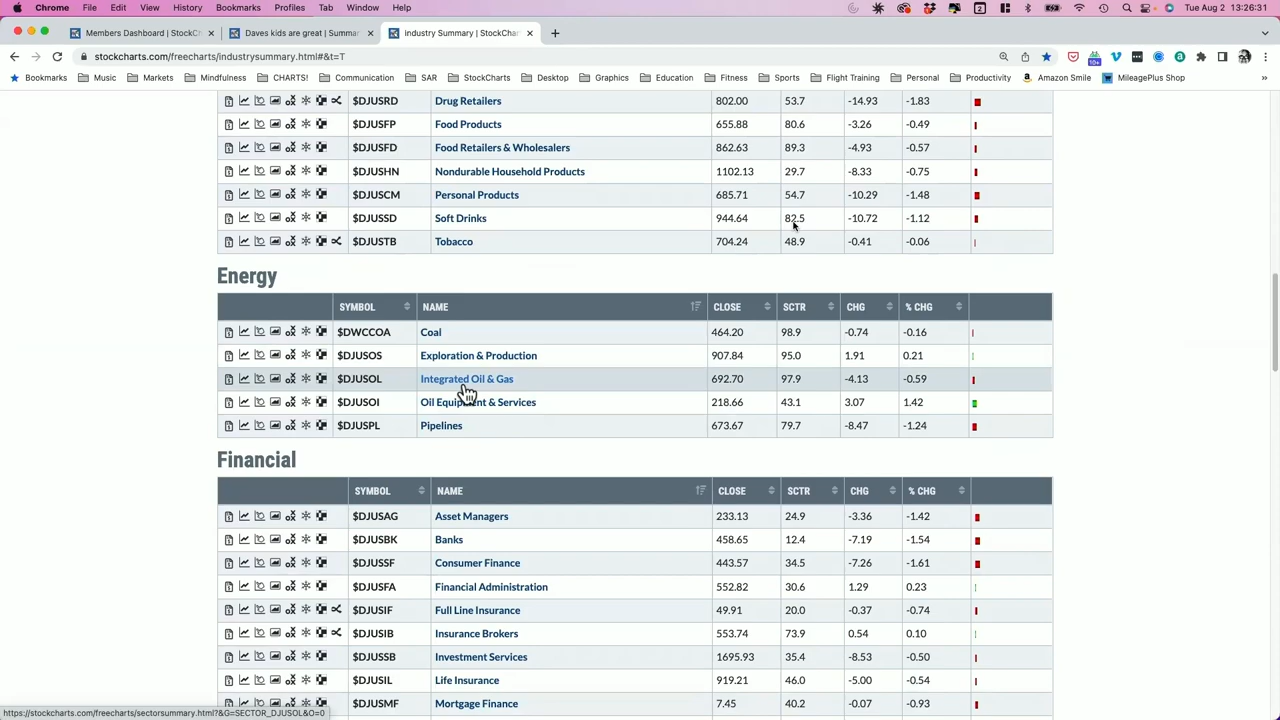 Chrome File Edit View History Bookmarks Profiles Tab Window Help Tue Aug 2 13:26:31
Members Dashboard | StockCh × Daves kids are great | Summar × Industry Summary | StockChar × +
stockcharts.com/freecharts/industrysummary.html#&t=T
Bookmarks Music Markets Mindfulness CHARTS! Communication SAR StockCharts Desktop Graphics Education Fitness Sports Flight Training Personal Productivity Amazon Smile MileagePlus Shop »
$DJUSRD Drug Retailers 802.00 53.7 -14.93 -1.83
$DJUSFP Food Products 655.88 80.6 -3.26 -0.49
$DJUSFD Food Retailers & Wholesalers 862.63 89.3 -4.93 -0.57
$DJUSHN Nondurable Household Products 1102.13 29.7 -8.33 -0.75
$DJUSCM Personal Products 685.71 54.7 -10.29 -1.48
$DJUSSD Soft Drinks 944.64 82.5 -10.72 -1.12
$DJUSTB Tobacco 704.24 48.9 -0.41 -0.06
Energy
SYMBOL NAME CLOSE SCTR CHG % CHG
$DWCCOA Coal 464.20 98.9 -0.74 -0.16
$DJUSOS Exploration & Production 907.84 95.0 1.91 0.21
$DJUSOL Integrated Oil & Gas 692.70 97.9 -4.13 -0.59
$DJUSOI Oil Equipment & Services 218.66 43.1 3.07 1.42
$DJUSPL Pipelines 673.67 79.7 -8.47 -1.24
Financial
SYMBOL NAME CLOSE SCTR CHG % CHG
$DJUSAG Asset Managers 233.13 24.9 -3.36 -1.42
$DJUSBK Banks 458.65 12.4 -7.19 -1.54
$DJUSSF Consumer Finance 443.57 34.5 -7.26 -1.61
$DJUSFA Financial Administration 552.82 30.6 1.29 0.23
$DJUSIF Full Line Insurance 49.91 20.0 -0.37 -0.74
$DJUSIB Insurance Brokers 553.74 73.9 0.54 0.10
$DJUSSB Investment Services 1695.93 35.4 -8.53 -0.50
$DJUSIL Life Insurance 919.21 46.0 -5.00 -0.54
$DJUSMF Mortgage Finance 7.45 40.2 -0.07 -0.93
https://stockcharts.com/freecharts/sectorsummary.html?&G=SECTOR_DJUSOL&O=0